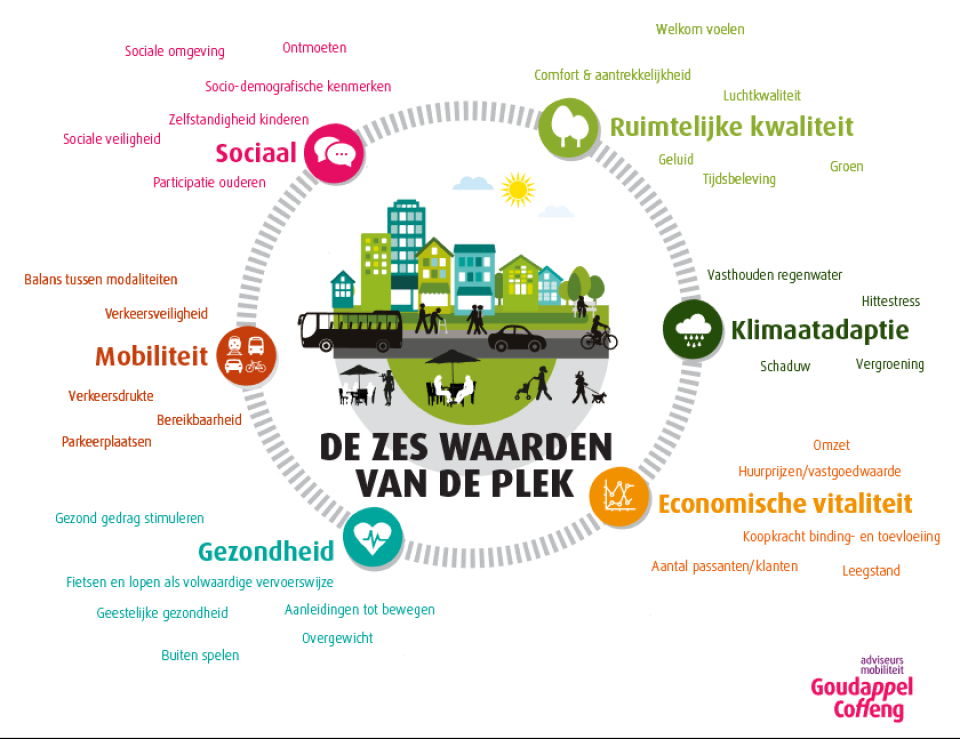 Sociale omgeving
Ontmoeten
Socio-demografische kenmerken
Zelfstandigheid kinderen
Sociale veiligheid
Sociaal
Participatie ouderen
Welkom voelen
Comfort & aantrekkelijkheid
Luchtkwaliteit
Ruimtelijke kwaliteit
Geluid
Groen
Tijdsbeleving
Balans tussen modaliteiten
Verkeersveiligheid
Mobiliteit
Verkeersdrukte
Bereikbaarheid
Parkeerplaatsen
Vasthouden regenwater
Hittestress
Klimaatadaptie
Schaduw
Vergroening
DE ZES WAARDEN
VAN DE PLEK
Omzet
Huurprijzen/vastgoedwaarde
Economische vitaliteit
Koopkracht binding- en toevloeiing
Aantal passanten/klanten
Leegstand
Gezond gedrag stimuleren
Gezondheid
Fietsen en lopen als volwaardige vervoerswijze
Geestelijke gezondheid
Aanleidingen tot bewegen
Overgewicht
Buiten spelen
adviseurs
mobiliteit
Goudappel
Coffeng